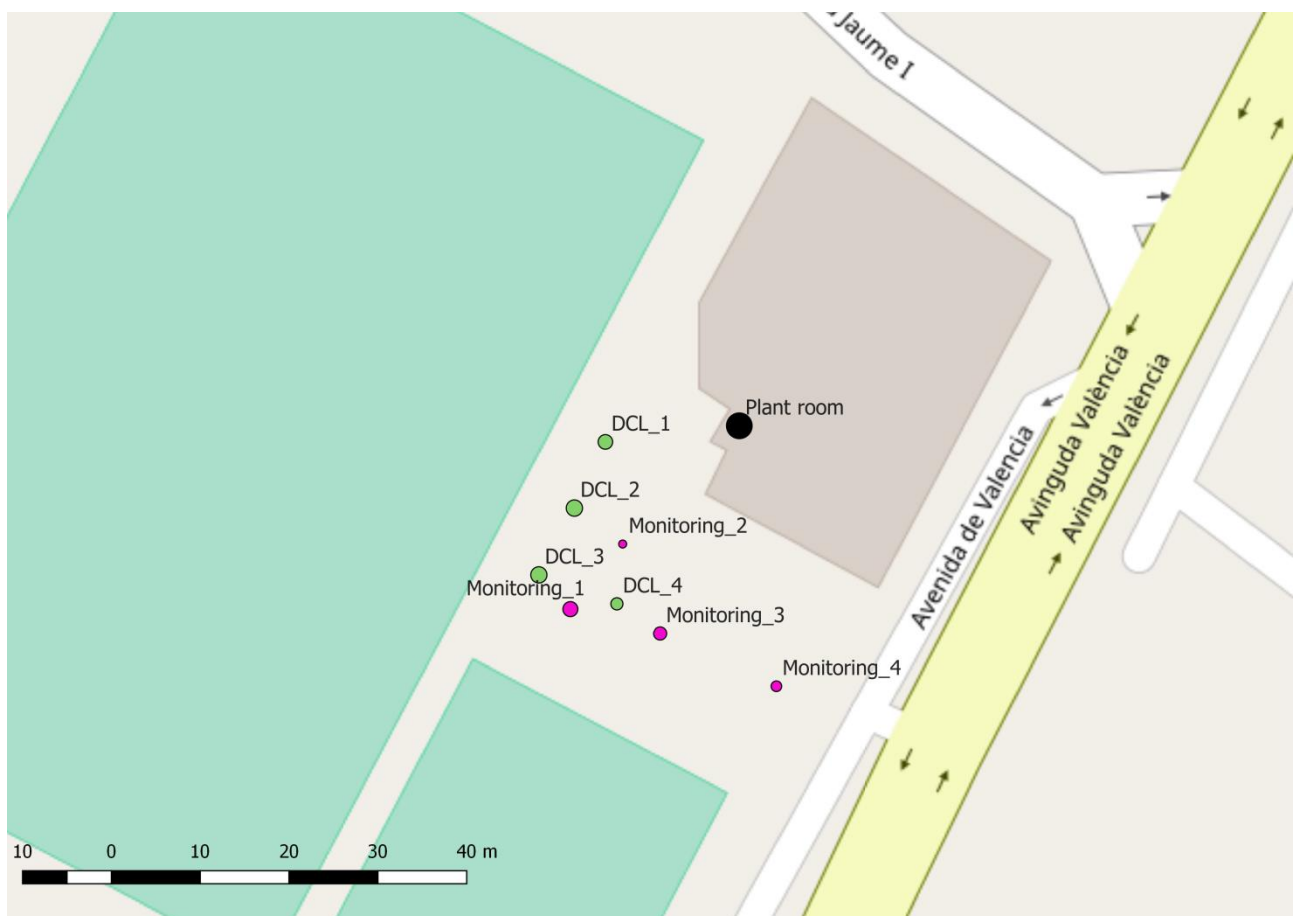 Jaume I
Plant room
DCL_1
DCL_2
Monitoring_2
DCL_3
Monitoring_1
DCL_4
Monitoring_3
Monitoring_4
Avinguda València
Avinguda València
Avenida de Valencia
10 0 10 20 30 40 m